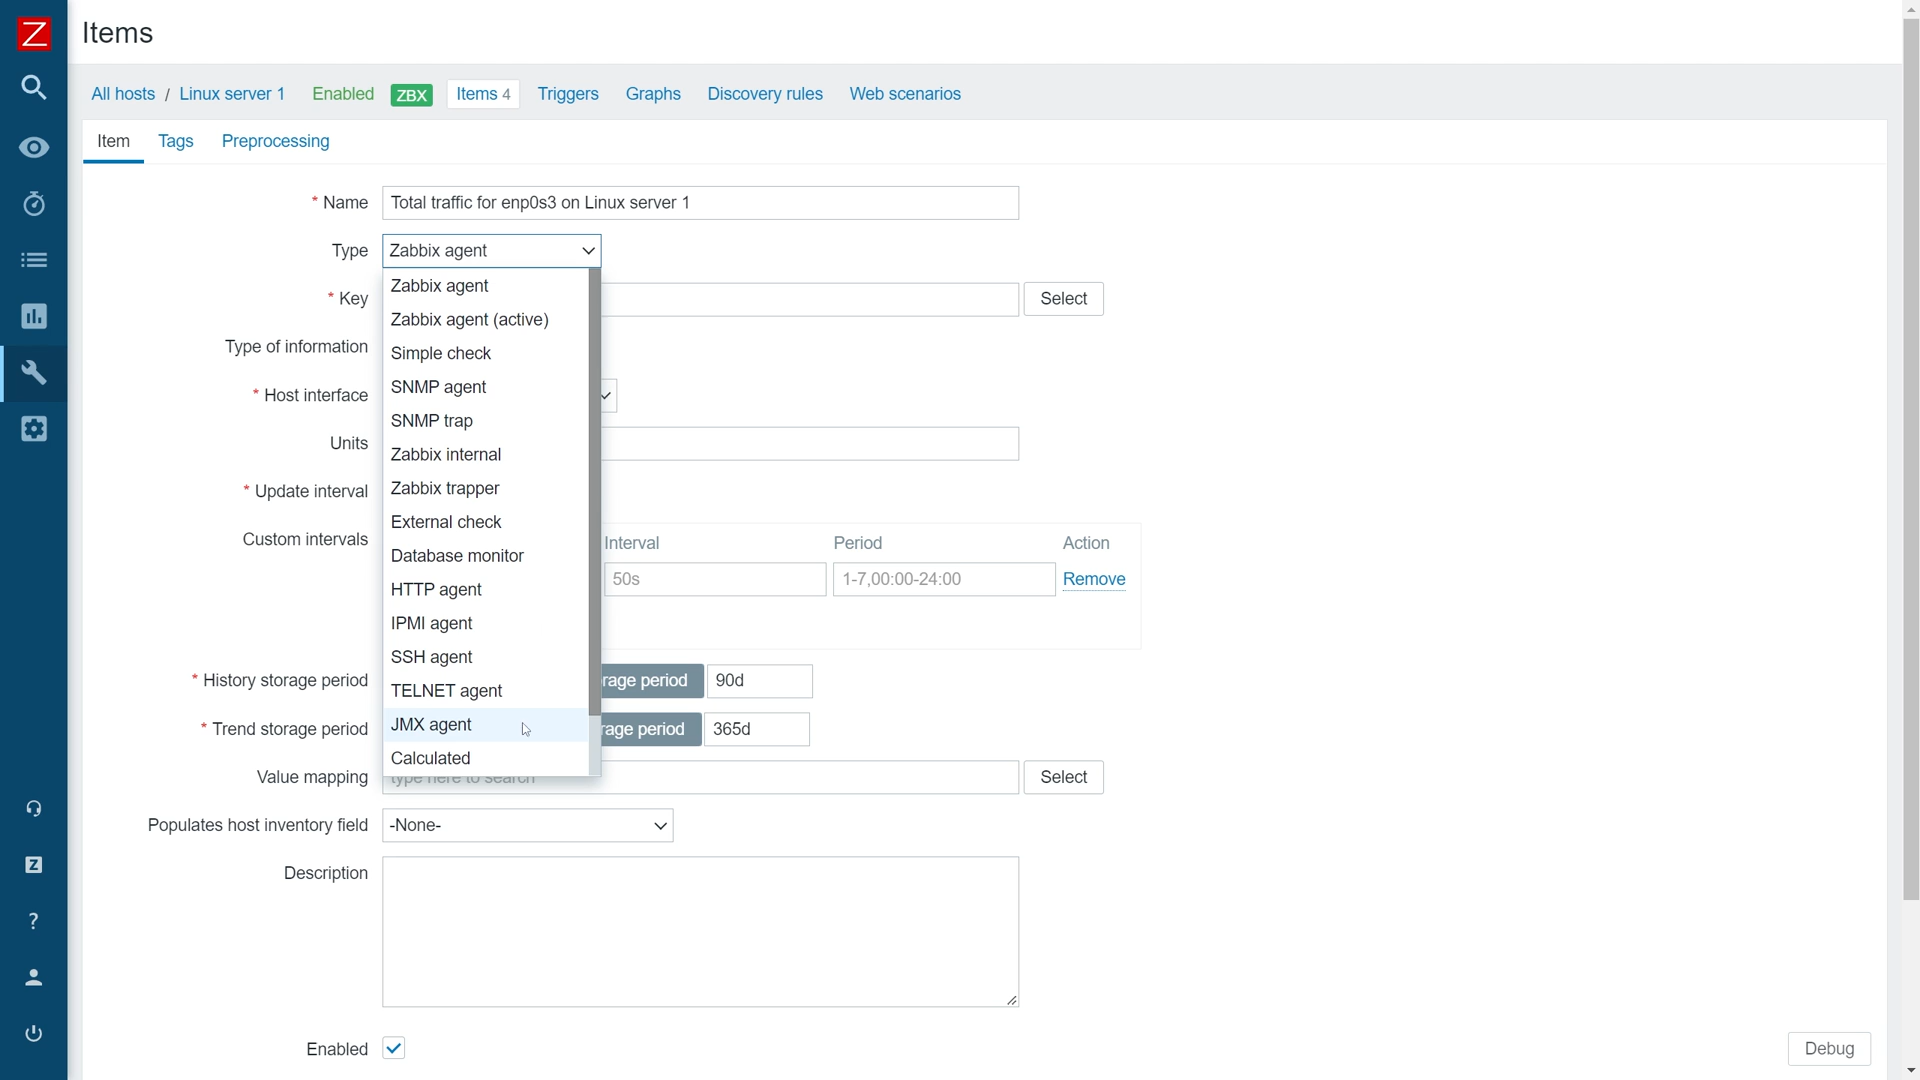 Z
Items
All hosts / Linux server 1 Enabled ZBX Items 4 Triggers Graphs Discovery rules Web scenarios
Item Tags Preprocessing
* Name Total traffic for enp0s3 on Linux server 1
Type Zabbix agent
Zabbix agent
* Key Select
Zabbix agent (active)
Type of information
Simple check
SNMP agent
* Host interface
SNMP trap
Units
Zabbix internal
Zabbix trapper
* Update interval
External check
Custom intervals Interval Period Action
Database monitor
50s 1-7,00:00-24:00 Remove
HTTP agent
IPMI agent
SSH agent
* History storage period rage period 90d
TELNET agent
JMX agent
* Trend storage period rage period 365d
Calculated
Value mapping type here to search Select
Populates host inventory field -None-
Description
Z
?
Enabled Debug